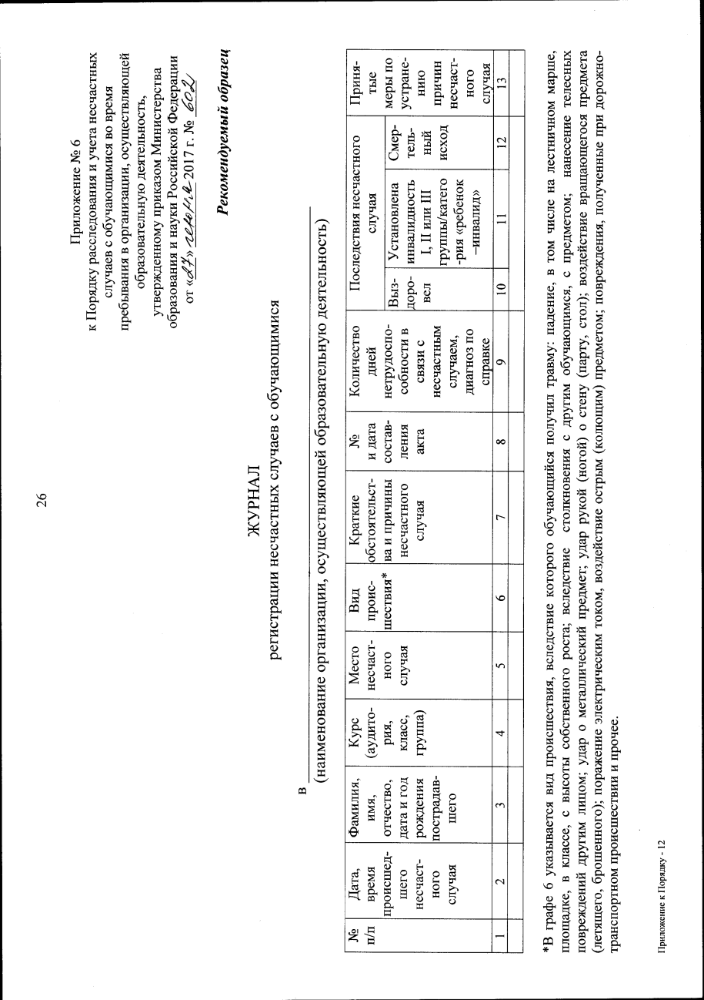 26
Приложение № 6
к Порядку расследования и учета несчастных
случаев с обучающимися во время
пребывания в организации, осуществляющей
образовательную деятельность,
утвержденному приказом Министерства
образования и науки Российской Федерации
от «27» июня 2017 г. № 602
Рекомендуемый образец
ЖУРНАЛ
регистрации несчастных случаев с обучающимися
в
(наименование организации, осуществляющей образовательную деятельность)
№
п/п
Дата,
время
происшед-
шего
несчаст-
ного
случая
Фамилия,
имя,
отчество,
дата и год
рождения
пострадав-
шего
Курс
(аудито-
рия,
класс,
группа)
Место
несчаст-
ного
случая
Вид
проис-
шествия*
Краткие
обстоятельст-
ва и причины
несчастного
случая
№
и дата
состав-
ления
акта
Количество
дней
нетрудоспо-
собности в
связи с
несчастным
случаем,
диагноз по
справке
Последствия несчастного
случая
Выз-
доро-
вел
Установлена
инвалидность
I, II или III
группы/катего
-рия «ребенок
–инвалид»
Смер-
тель-
ный
исход
Приня-
тые
меры по
устране-
нию
причин
несчаст-
ного
случая
1 2 3 4 5 6 7 8 9 10 11 12 13
*В графе 6 указывается вид происшествия, вследствие которого обучающийся получил травму: падение, в том числе на лестничном марше,
площадке, в классе, с высоты собственного роста; вследствие столкновения с другим обучающимся, с предметом; нанесение телесных
повреждений другим лицом; удар о металлический предмет; удар рукой (ногой) о стену (парту, стол); воздействие вращающегося предмета
(летящего, брошенного); поражение электрическим током, воздействие острым (колющим) предметом; повреждения, полученные при дорожно-
транспортном происшествии и прочее.
Приложение к Порядку - 12